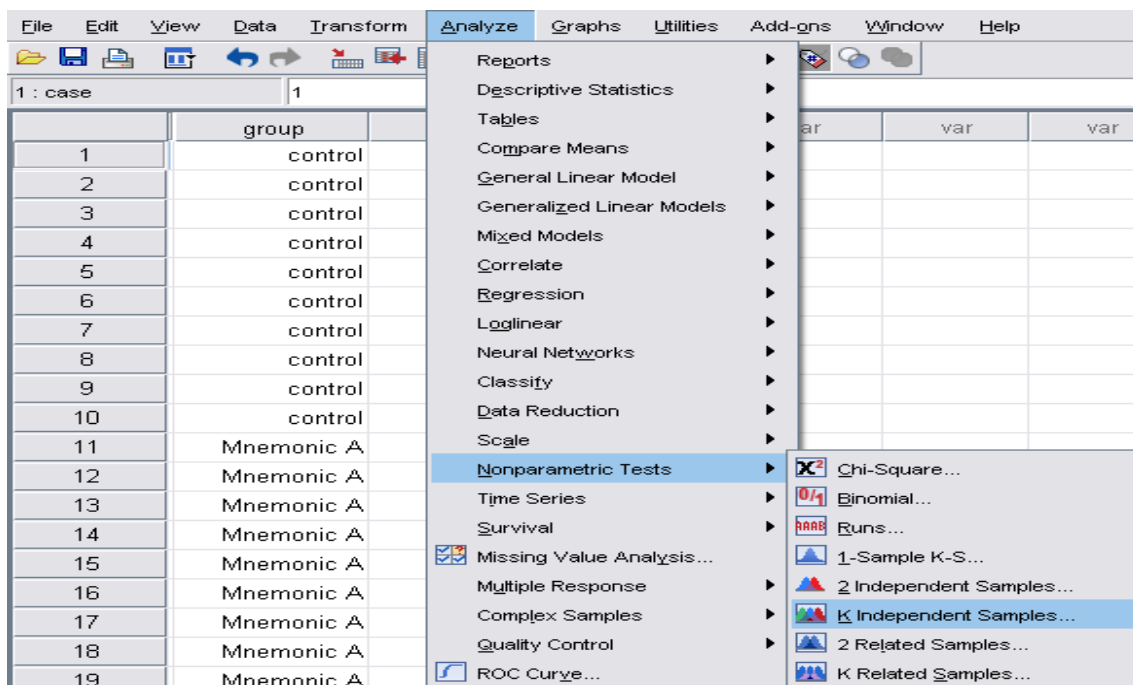 File Edit View Data Transform Analyze Graphs Utilities Add-ons Window Help
1 : case 1
group ar var var
1 control
2 control
3 control
4 control
5 control
6 control
7 control
8 control
9 control
10 control
11 Mnemonic A
12 Mnemonic A
13 Mnemonic A
14 Mnemonic A
15 Mnemonic A
16 Mnemonic A
17 Mnemonic A
18 Mnemonic A
19 Mnemonic A
Reports
Descriptive Statistics
Tables
Compare Means
General Linear Model
Generalized Linear Models
Mixed Models
Correlate
Regression
Loglinear
Neural Networks
Classify
Data Reduction
Scale
Nonparametric Tests
Time Series
Survival
Missing Value Analysis...
Multiple Response
Complex Samples
Quality Control
ROC Curve...
X² Chi-Square...
0/1 Binomial...
AAAB Runs...
1-Sample K-S...
2 Independent Samples...
K Independent Samples...
2 Related Samples...
K Related Samples...